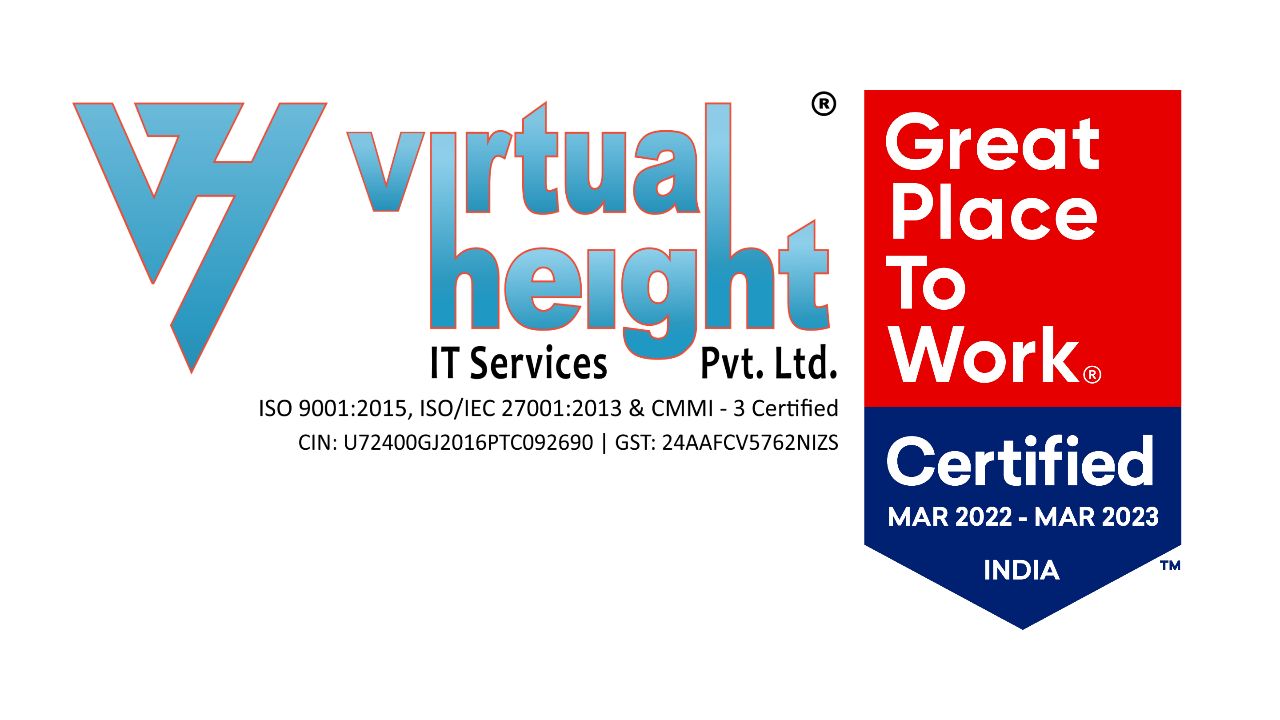 VH
virtual
height
®
IT Services Pvt. Ltd.
ISO 9001:2015, ISO/IEC 27001:2013 & CMMI - 3 Certified
CIN: U72400GJ2016PTC092690 | GST: 24AAFCV5762NIZS
Great
Place
To
Work®
Certified
MAR 2022 - MAR 2023
INDIA
™